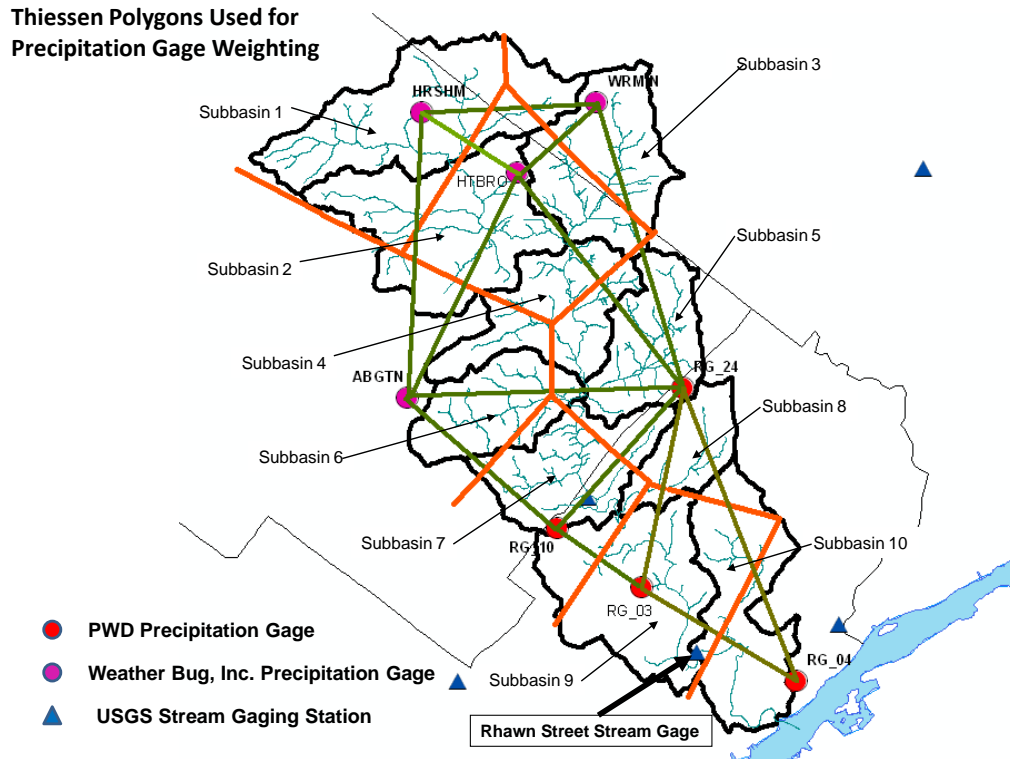 Thiessen Polygons Used for
Precipitation Gage Weighting
Subbasin 3
HRSHM
WRMIN
Subbasin 1
HTBRO
Subbasin 5
Subbasin 2
Subbasin 4
RG_24
ABGTN
Subbasin 8
Subbasin 6
Subbasin 7
RG_10
Subbasin 10
RG_03
PWD Precipitation Gage
RG_04
Weather Bug, Inc. Precipitation Gage
Subbasin 9
USGS Stream Gaging Station
Rhawn Street Stream Gage